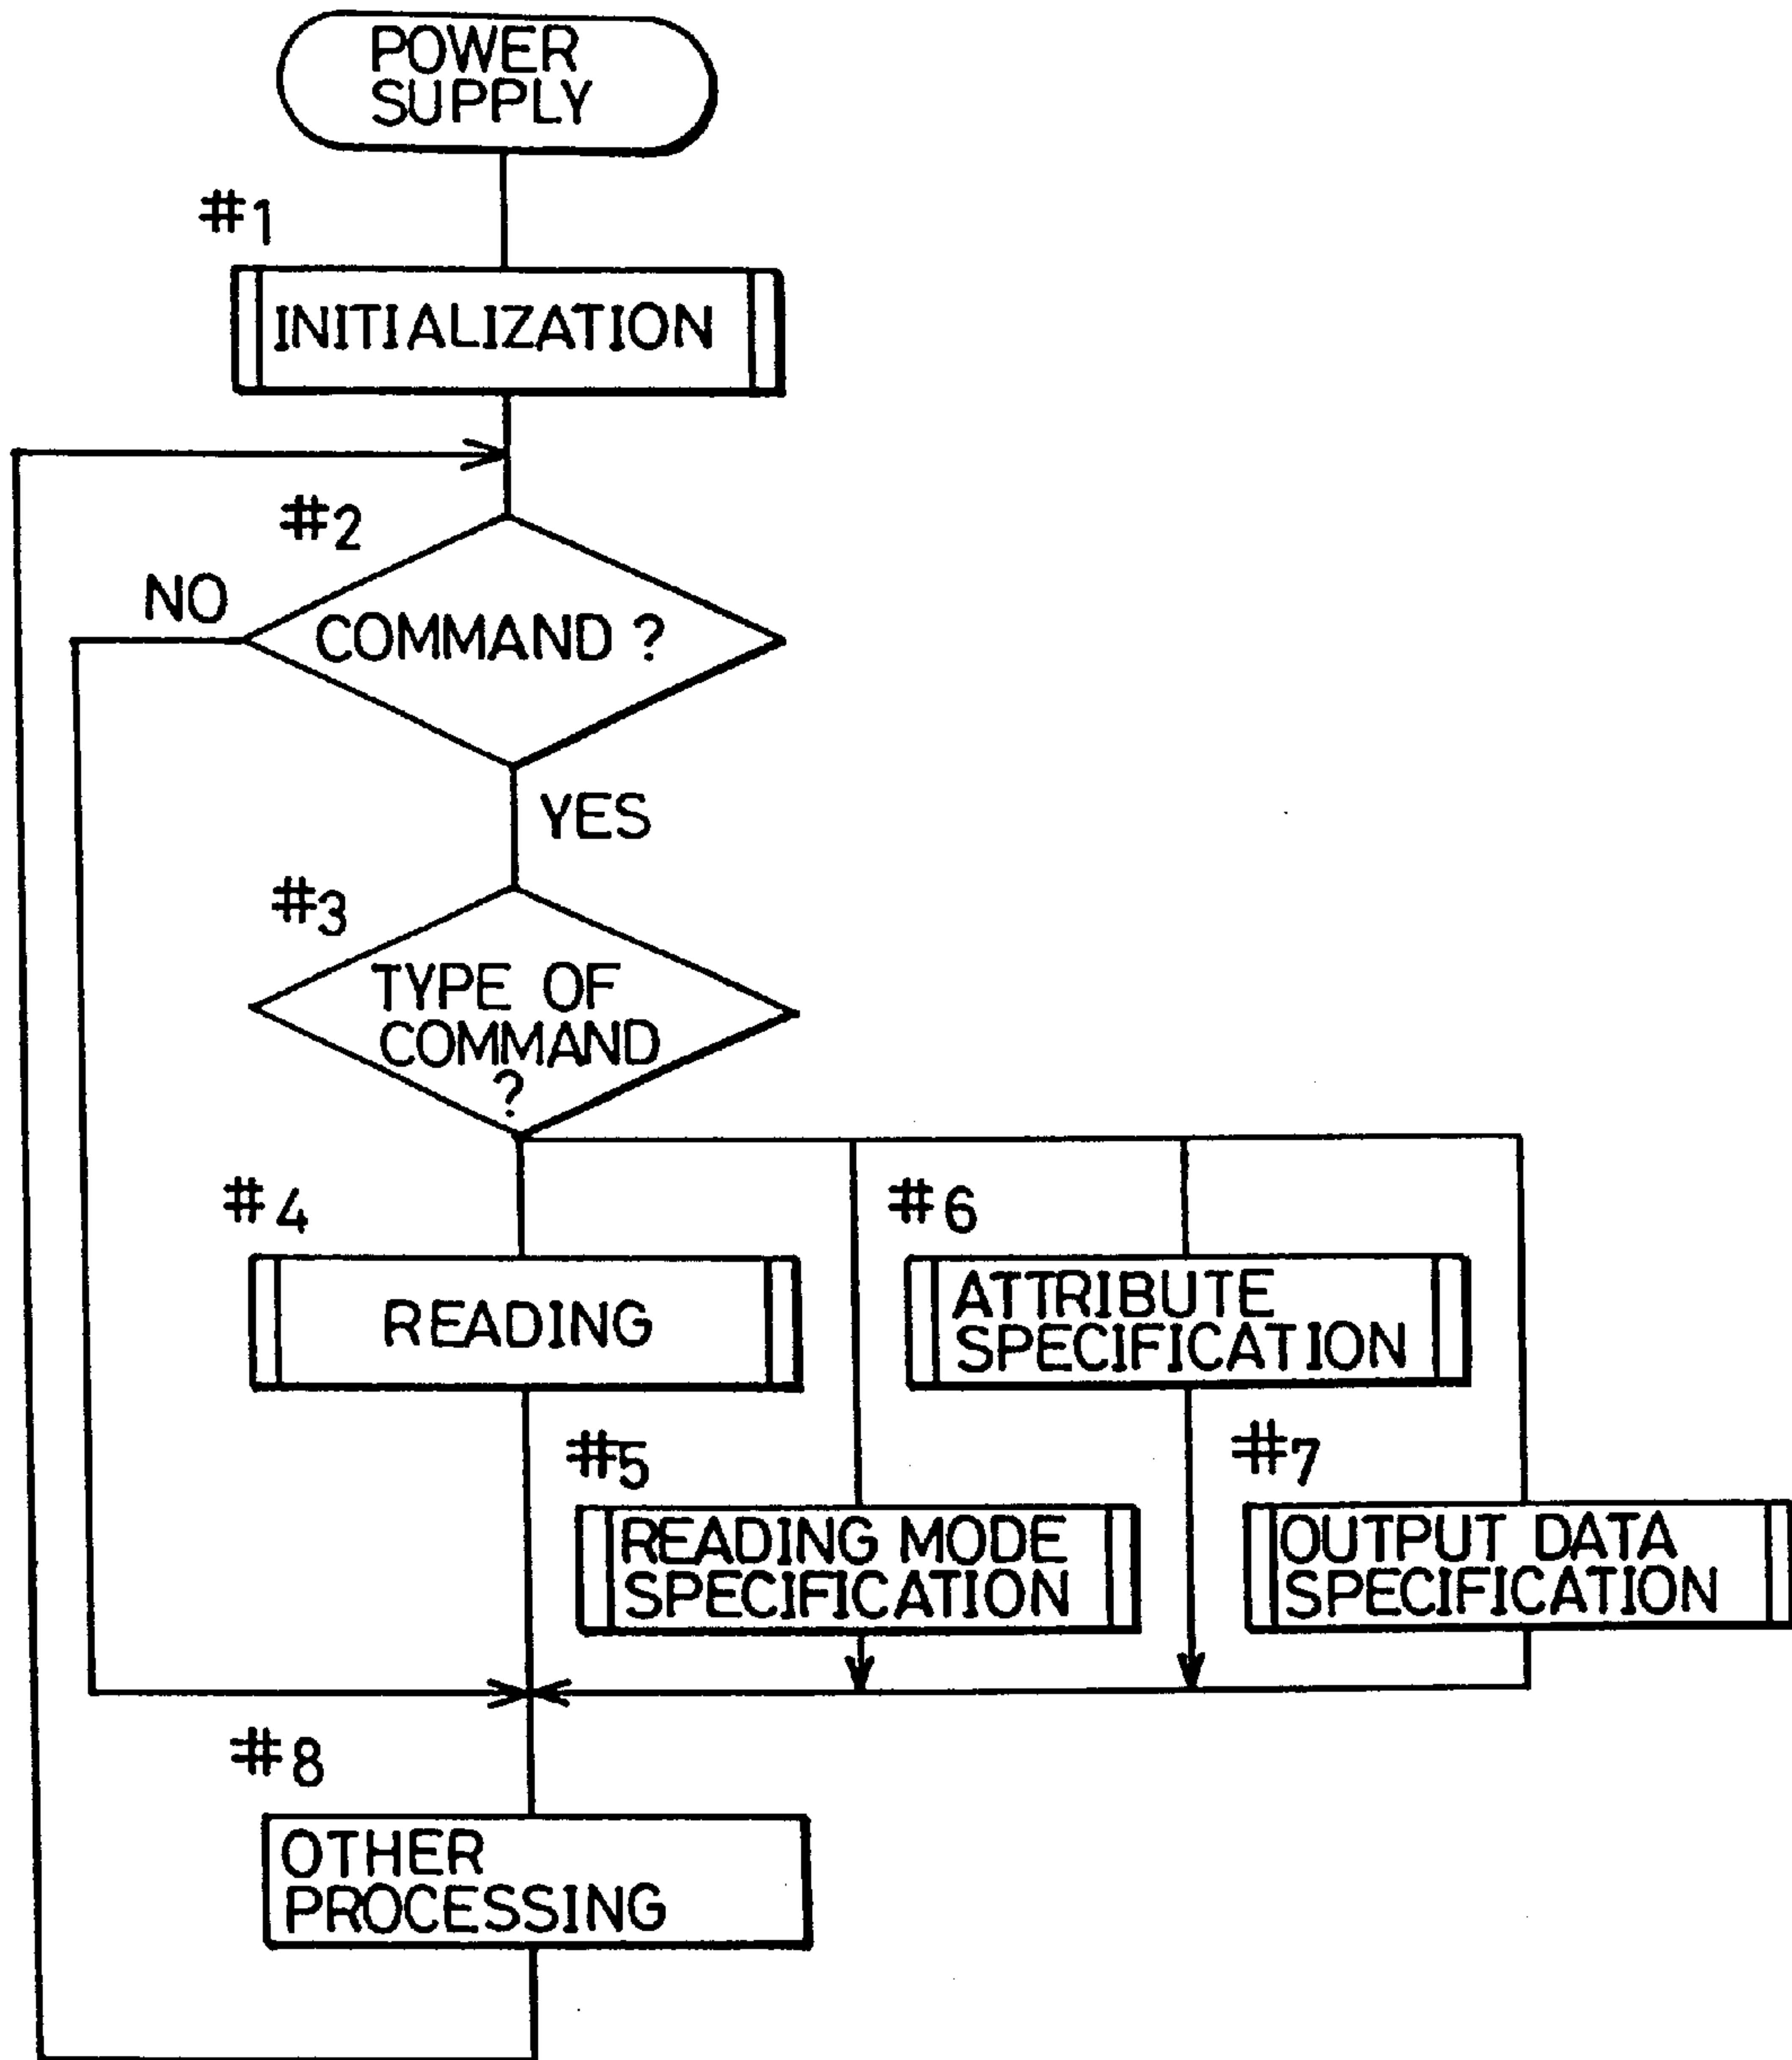 POWER
SUPPLY
#1
INITIALIZATION
#2
NO
COMMAND ?
YES
#3
TYPE OF
COMMAND
?
#4
READING
#6
ATTRIBUTE
SPECIFICATION
#5
READING MODE
SPECIFICATION
#7
OUTPUT DATA
SPECIFICATION
#8
OTHER
PROCESSING